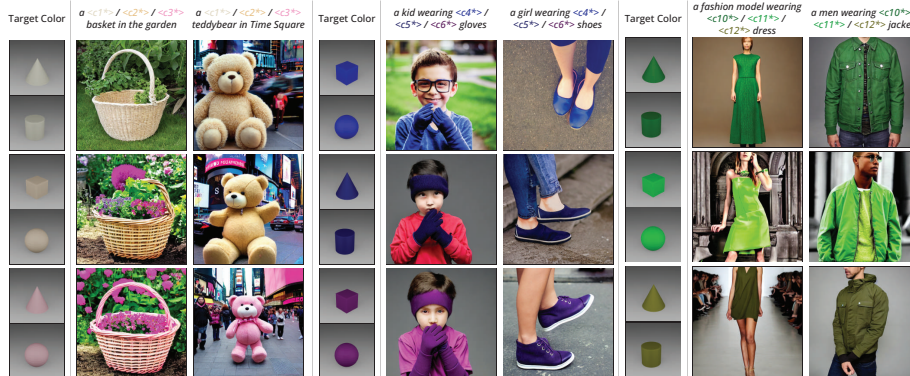 Target Color
a <c1*> / <c2*> / <c3*>
basket in the garden
a <c1*> / <c2*> / <c3*>
teddybear in Time Square
Target Color
a kid wearing <c4*> /
<c5*> / <c6*> gloves
a girl wearing <c4*> /
<c5*> / <c6*> shoes
Target Color
a fashion model wearing
<c10*> / <c11*> /
<c12*> dress
a men wearing <c10*>
<c11*> / <c12*> jacke